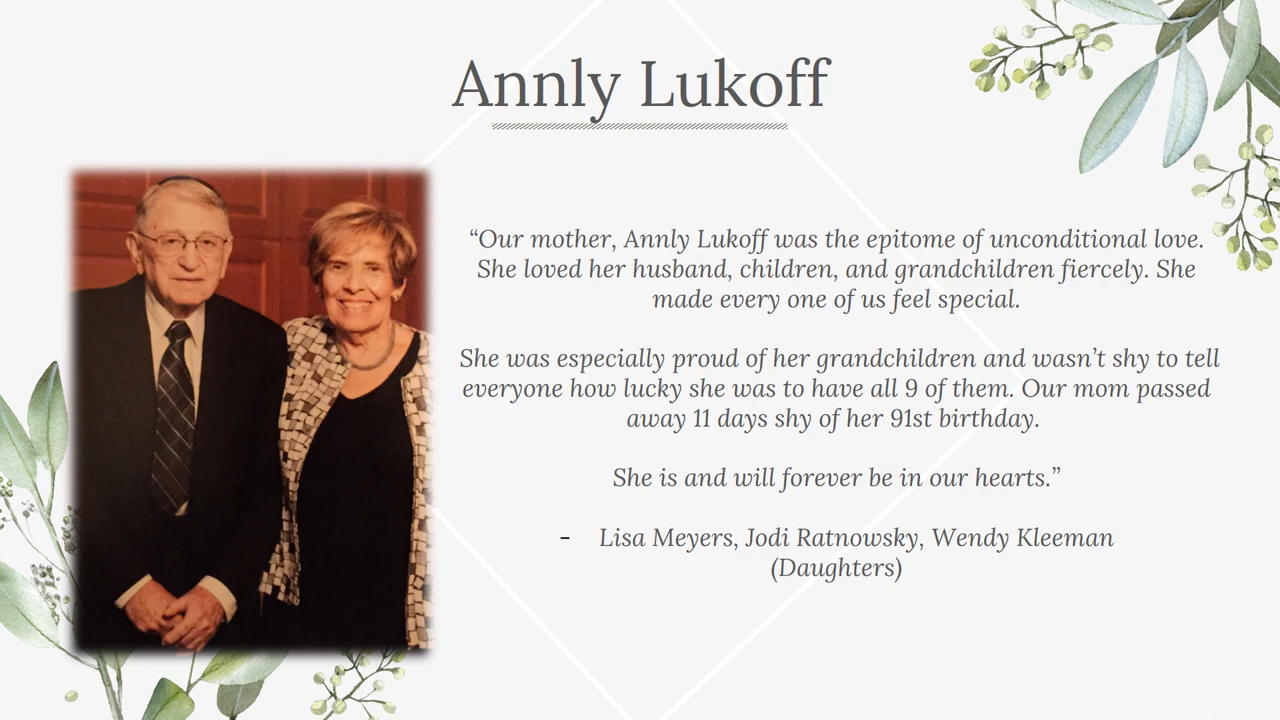 Annly Lukoff
“Our mother, Annly Lukoff was the epitome of unconditional love.
She loved her husband, children, and grandchildren fiercely. She
made every one of us feel special.
She was especially proud of her grandchildren and wasn’t shy to tell
everyone how lucky she was to have all 9 of them. Our mom passed
away 11 days shy of her 91st birthday.
She is and will forever be in our hearts.”
- Lisa Meyers, Jodi Ratnowsky, Wendy Kleeman
(Daughters)